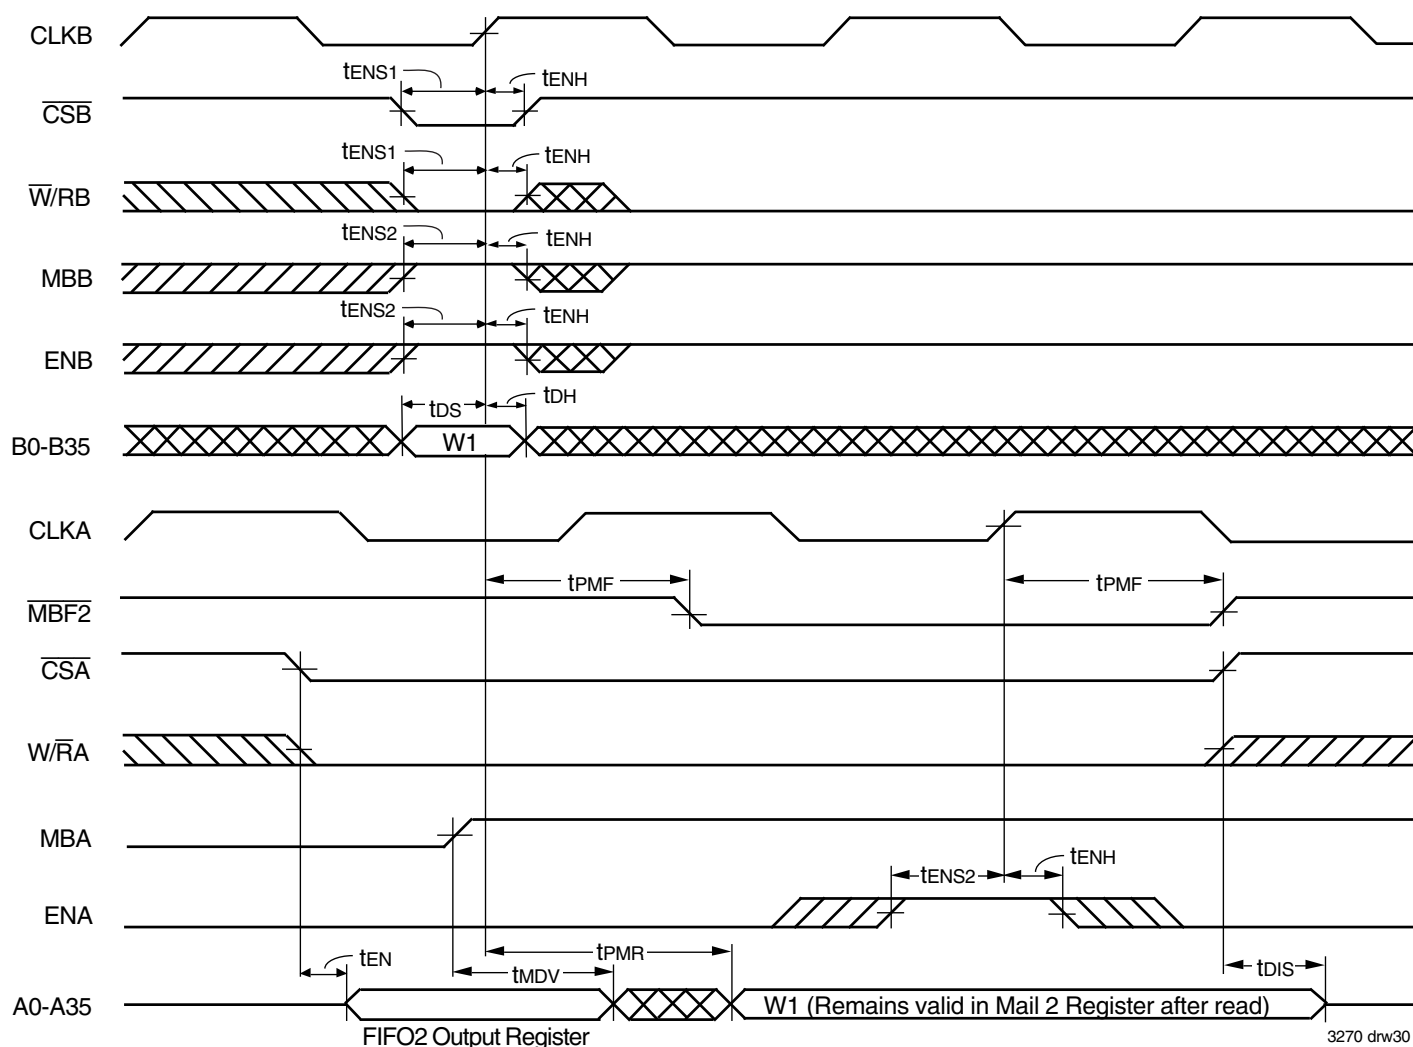 CLKB
tENS1
tENH
CSB
tENS1
tENH
W/RB
tENS2
tENH
MBB
tENS2
tENH
ENB
tDS
tDH
B0-B35
W1
CLKA
tPMF
tPMF
MBF2
CSA
W/RA
MBA
tENS2
tENH
ENA
tEN
tMDV
tPMR
tDIS
A0-A35
W1 (Remains valid in Mail 2 Register after read)
FIFO2 Output Register
3270 drw30